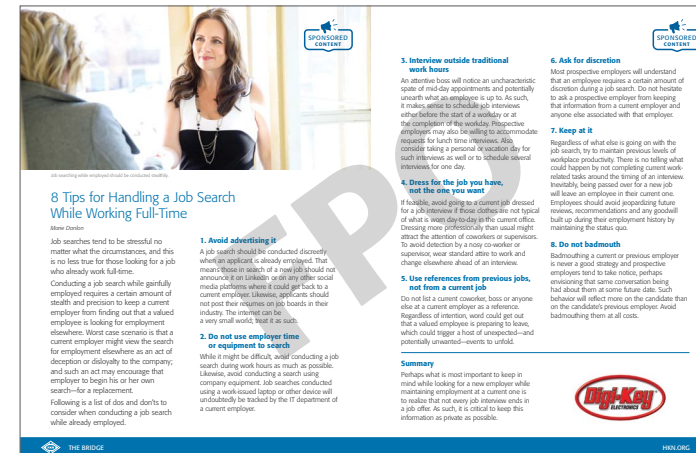 SPONSORED
CONTENT
Job searching while employed should be conducted discreetly.
8 Tips for Handling a Job Search
While Working Full-Time
Job searches tend to be stressful no
matter what the circumstances, and this
is no less true for those looking for a job
who already work full-time.
Conducting a job search while gainfully
employed requires a certain amount of
stealth and precision to keep a current
employer from finding out that a valued
employee is looking for employment
elsewhere. Worst case scenario is that a
current employer might view the search
for employment elsewhere as an act of
deception or disloyalty to the company;
and such an act may encourage that
employer to begin his or her own
search—for a replacement.
Following is a list of dos and don'ts to
consider when conducting a job search
while already employed.
1. Avoid advertising it
A job search should be conducted discreetly
when an applicant is already employed. That
means those in search of a new job should not
announce it on LinkedIn or on any other social
media platforms where it could get back to a
current employer. Likewise, applicants should
not post their resumes on job boards in their
industry. The internet can be
a very small world; treat it as such.
2. Do not use employer time
or equipment to search
While it might be difficult, avoid conducting a job
search during work hours as much as possible.
Likewise, avoid conducting a search using
company equipment. Job searches conducted
using a work-issued laptop or other device will
undoubtedly be tracked by the IT department of
a current employer.
3. Interview outside traditional
work hours
An attentive boss will notice an uncharacteristic
spate of mid-day appointments and potentially
unearth what an employee is up to. As such,
it makes sense to schedule job interviews
either before the start of a workday or at
the completion of the workday. Prospective
employers may also be willing to accommodate
requests for lunch time interviews. Also
consider taking a personal or vacation day for
such interviews as well or to schedule several
interviews for one day.
4. Dress for the job you have,
not the one you want
If feasible, avoid going to a current job dressed
for a job interview if those clothes are not typical
of what is worn day-to-day in the current office.
Dressing more professionally than usual might
attract the attention of coworkers or supervisors.
To avoid detection by a nosy co-worker or
supervisor, wear standard attire to work and
change elsewhere ahead of an interview.
5. Use references from previous jobs,
not from a current job
Do not list a current coworker, boss or anyone
else at a current employer as a reference.
Regardless of intention, word could get out
that a valued employee is preparing to leave,
which could trigger a host of unexpected—and
potentially unwanted—events to unfold.
Summary
Perhaps what is most important to keep in
mind while looking for a new employer while
maintaining employment at a current one is
to realize that not every job interview ends in
a job offer. As such, it is critical to keep this
information as private as possible.
SPONSORED
CONTENT
6. Ask for discretion
Most prospective employers will understand
that an employee requires a certain amount of
discretion during a job search. Do not hesitate
to ask a prospective employer from keeping
that information from a current employer and
anyone else associated with that employer.
7. Keep at it
Regardless of what else is going on with the
job search, try to maintain previous levels of
workplace productivity. There is no telling what
could happen by not completing current work-
related tasks around the timing of an interview.
Inevitably, being passed over for a new job
will leave an employee in their current one.
Employees should avoid jeopardizing future
reviews, recommendations and any goodwill
built up during their employment history by
maintaining the status quo.
8. Do not badmouth
Badmouthing a current or previous employer
is never a good strategy and prospective
employers tend to take notice, perhaps
envisioning that same conversation being
had about them at some future date. Such
behavior will reflect more on the candidate than
on the candidate's previous employer. Avoid
badmouthing them at all costs.
Digi-Key
ELECTRONICS
FPO
THE BRIDGE
HKN.ORG